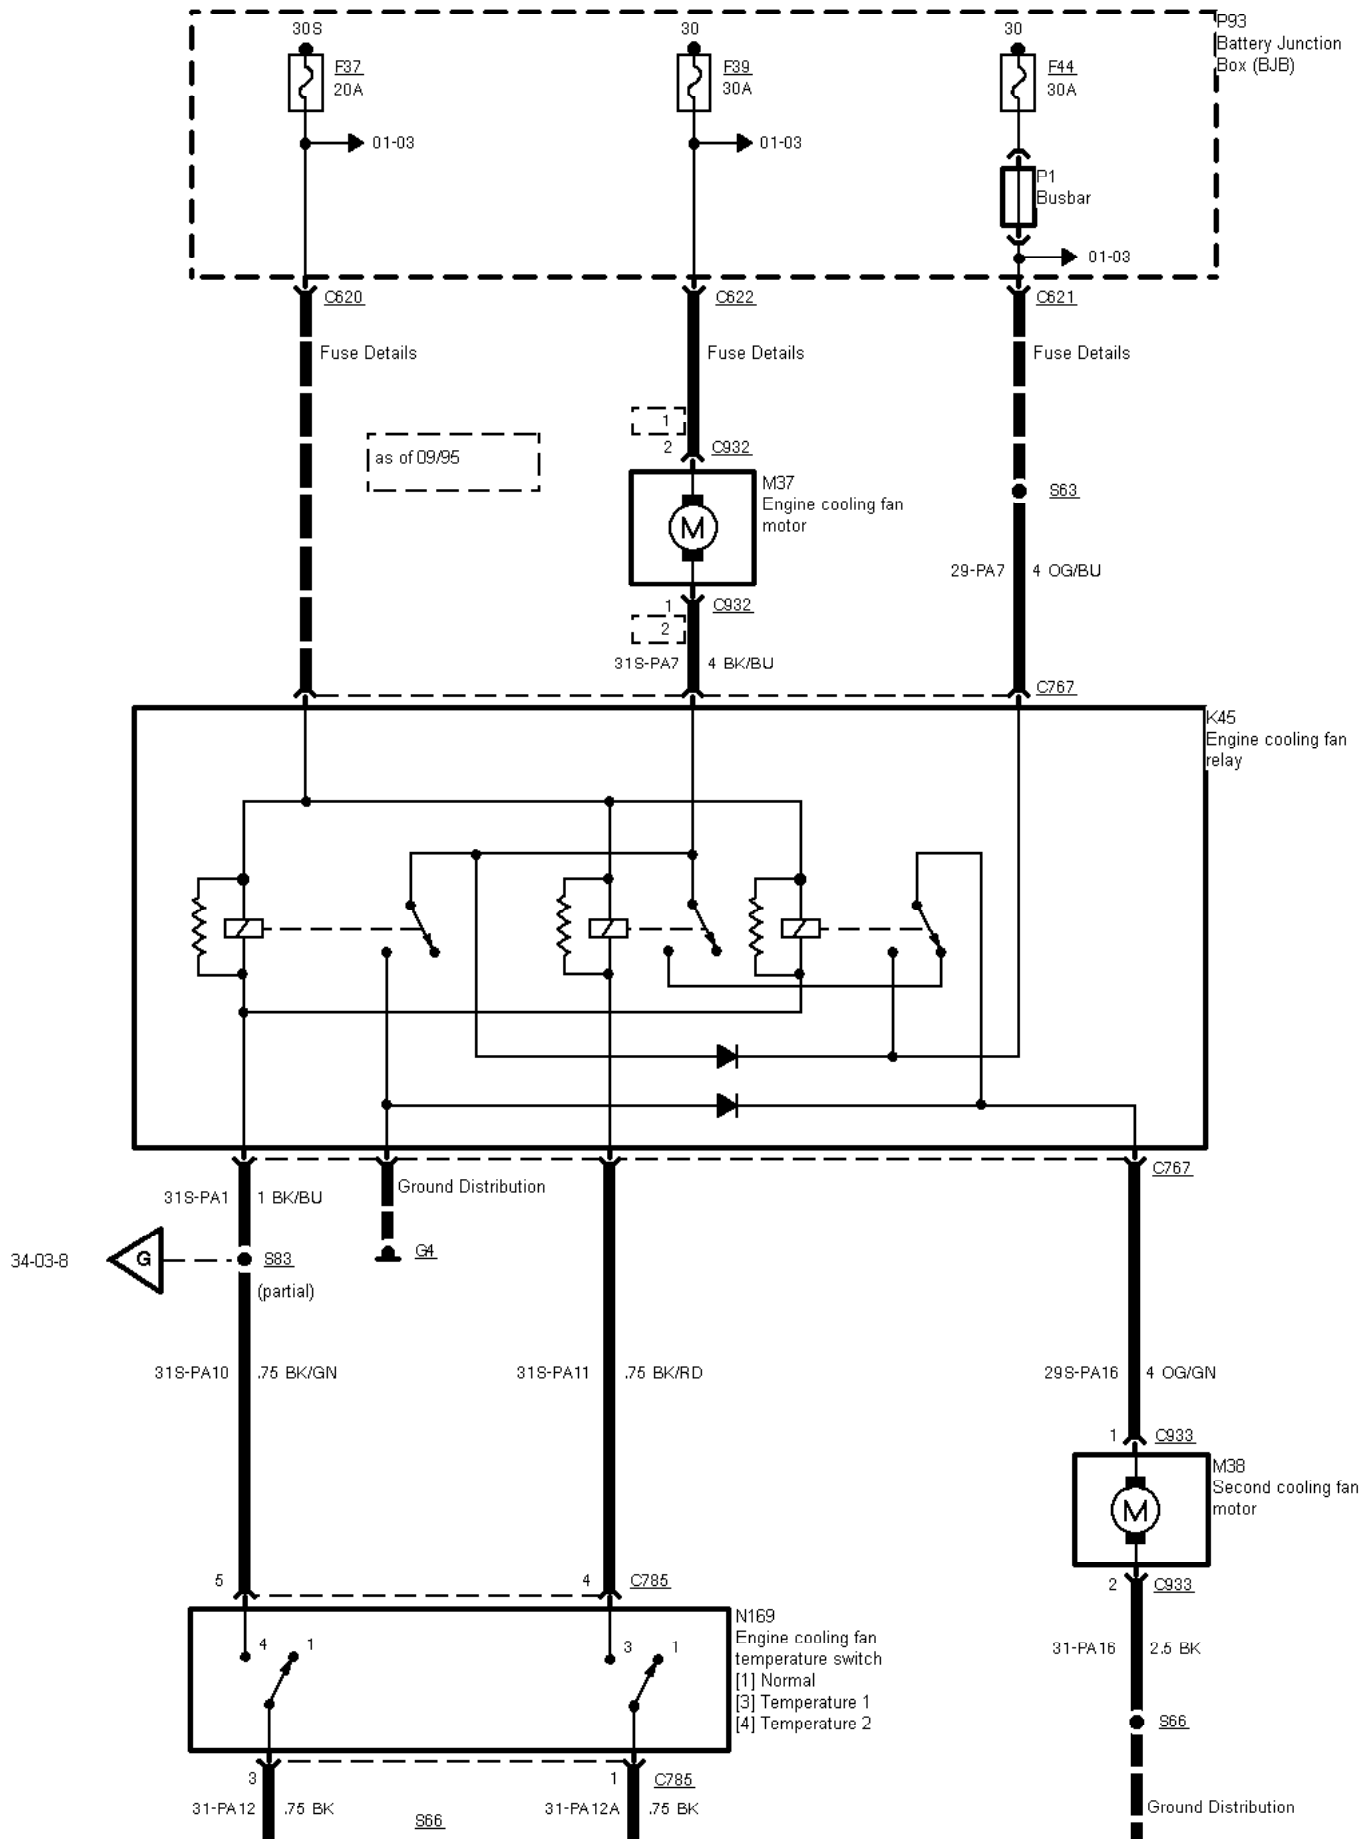 30S
30
30
P93
Battery Junction
Box (BJB)
F37
20A
F39
30A
F44
30A
01-03
01-03
P1
Busbar
01-03
C620
C622
C621
Fuse Details
Fuse Details
Fuse Details
1
2
C932
as of 09/95
M37
Engine cooling fan
motor
M
S63
29-PA7
4 OG/BU
1
C932
2
31S-PA7
4 BK/BU
C767
K45
Engine cooling fan
relay
C767
31S-PA1
1 BK/BU
Ground Distribution
34-03-8
G
S83
(partial)
G4
31S-PA10
.75 BK/GN
31S-PA11
.75 BK/RD
29S-PA16
4 OG/GN
1
C933
M38
Second cooling fan
motor
M
5
4
C785
2
C933
N169
Engine cooling fan
temperature switch
[1] Normal
[3] Temperature 1
[4] Temperature 2
4
1
3
1
31-PA16
2.5 BK
S66
3
1
C785
31-PA12
.75 BK
31-PA12A
.75 BK
S66
Ground Distribution